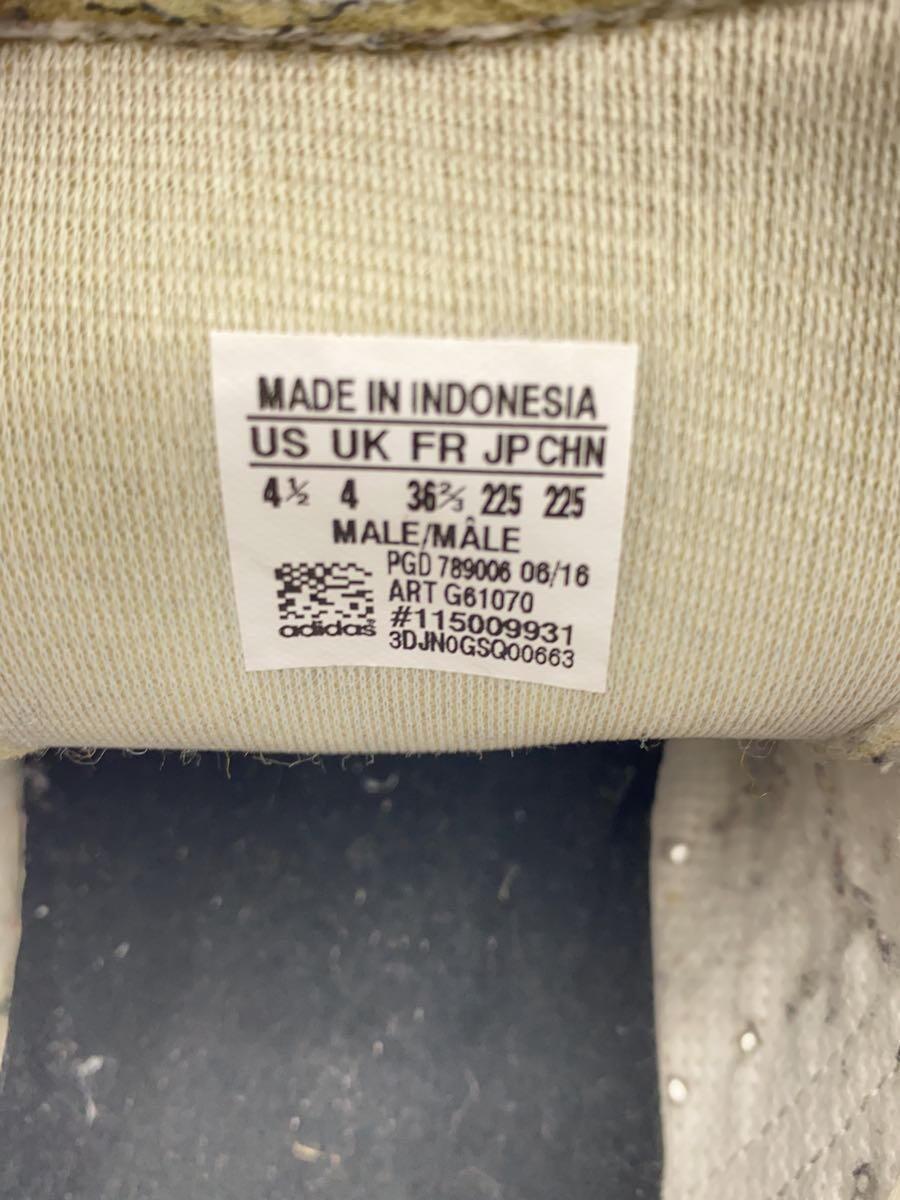 MADE IN INDONESIA
US UK FR JP CHN
4½ 4 36⅔ 225 225
MALE/MÂLE
PGD 789006 06/16
ART G61070
#115009931
adidas
3DJN0GSQ00663